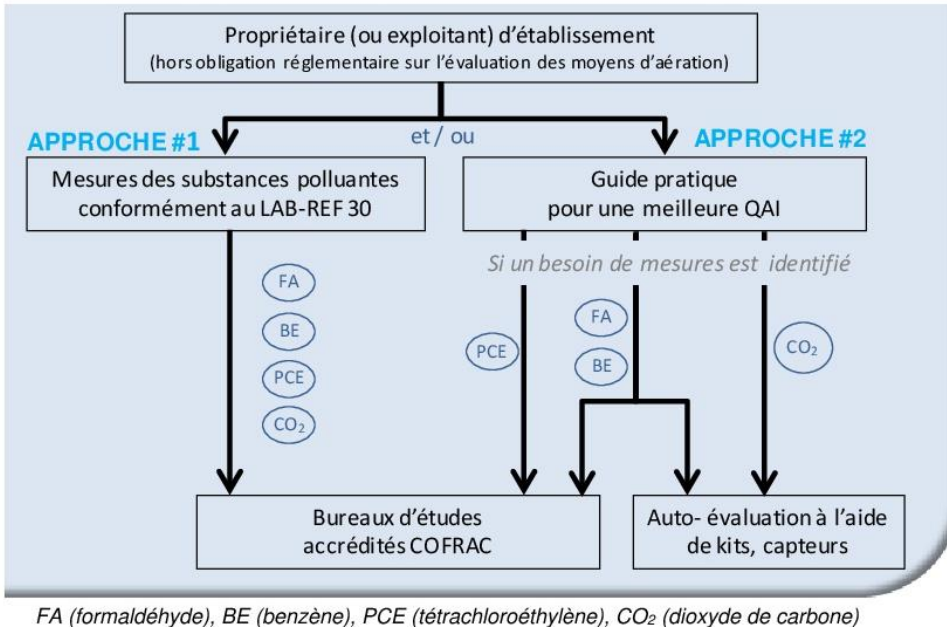 Propriétaire (ou exploitant) d'établissement
(hors obligation réglementaire sur l'évaluation des moyens d'aération)
APPROCHE #1
et / ou
APPROCHE #2
Mesures des substances polluantes
conformément au LAB-REF 30
Guide pratique
pour une meilleure QAI
Si un besoin de mesures est identifié
FA
BE
PCE
CO₂
PCE
FA
BE
CO₂
Bureaux d'études
accrédités COFRAC
Auto- évaluation à l'aide
de kits, capteurs
FA (formaldéhyde), BE (benzène), PCE (tétrachloroéthylène), CO₂ (dioxyde de carbone)